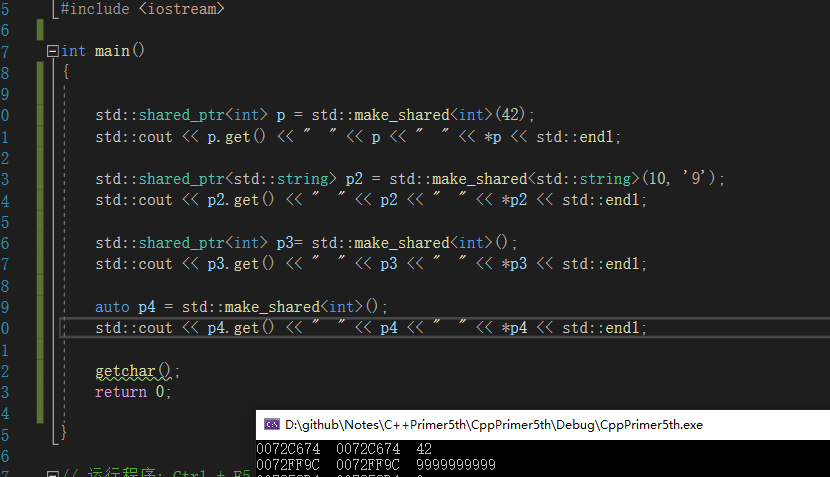 5 #include <iostream>
6
7 int main()
8 {
9
0 std::shared_ptr<int> p = std::make_shared<int>(42);
1 std::cout << p.get() << "  " << p << "  " << *p << std::endl;
2
3 std::shared_ptr<std::string> p2 = std::make_shared<std::string>(10, '9');
4 std::cout << p2.get() << "  " << p2 << "  " << *p2 << std::endl;
5
6 std::shared_ptr<int> p3= std::make_shared<int>();
7 std::cout << p3.get() << "  " << p3 << "  " << *p3 << std::endl;
8
9 auto p4 = std::make_shared<int>();
0 std::cout << p4.get() << "  " << p4 << "  " << *p4 << std::endl;
1
2 getchar();
3 return 0;
4
5 }
6
7 // 运行程序: Ctrl + F5
D:\github\Notes\C++Primer5th\CppPrimer5th\Debug\CppPrimer5th.exe
0072C674  0072C674  42
0072FF9C  0072FF9C  9999999999